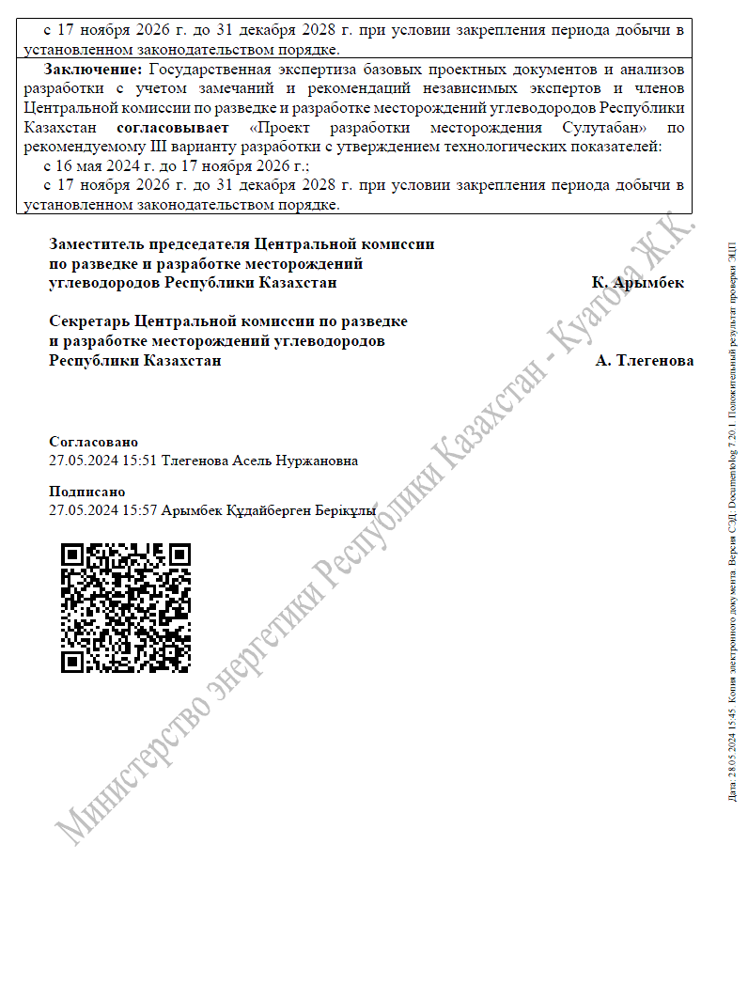 с 17 ноября 2026 г. до 31 декабря 2028 г. при условии закрепления периода добычи в
установленном законодательством порядке.
Заключение: Государственная экспертиза базовых проектных документов и анализов
разработки с учетом замечаний и рекомендаций независимых экспертов и членов
Центральной комиссии по разведке и разработке месторождений углеводородов Республики
Казахстан согласовывает «Проект разработки месторождения Сулутабан» по
рекомендуемому III варианту разработки с утверждением технологических показателей:
с 16 мая 2024 г. до 17 ноября 2026 г.;
с 17 ноября 2026 г. до 31 декабря 2028 г. при условии закрепления периода добычи в
установленном законодательством порядке.
Заместитель председателя Центральной комиссии
по разведке и разработке месторождений
углеводородов Республики Казахстан К. Арымбек
Секретарь Центральной комиссии по разведке
и разработке месторождений углеводородов
Республики Казахстан А. Тлегенова
Согласовано
27.05.2024 15:51 Тлегенова Асель Нуржановна
Подписано
27.05.2024 15:57 Арымбек Құдайберген Берікұлы
Министерство энергетики Республики Казахстан - Куатова Ж.К.
Дата: 28.05.2024 15:45. Копия электронного документа. Версия СЭД: Documentolog 7.20.1. Положительный результат проверки ЭЦП